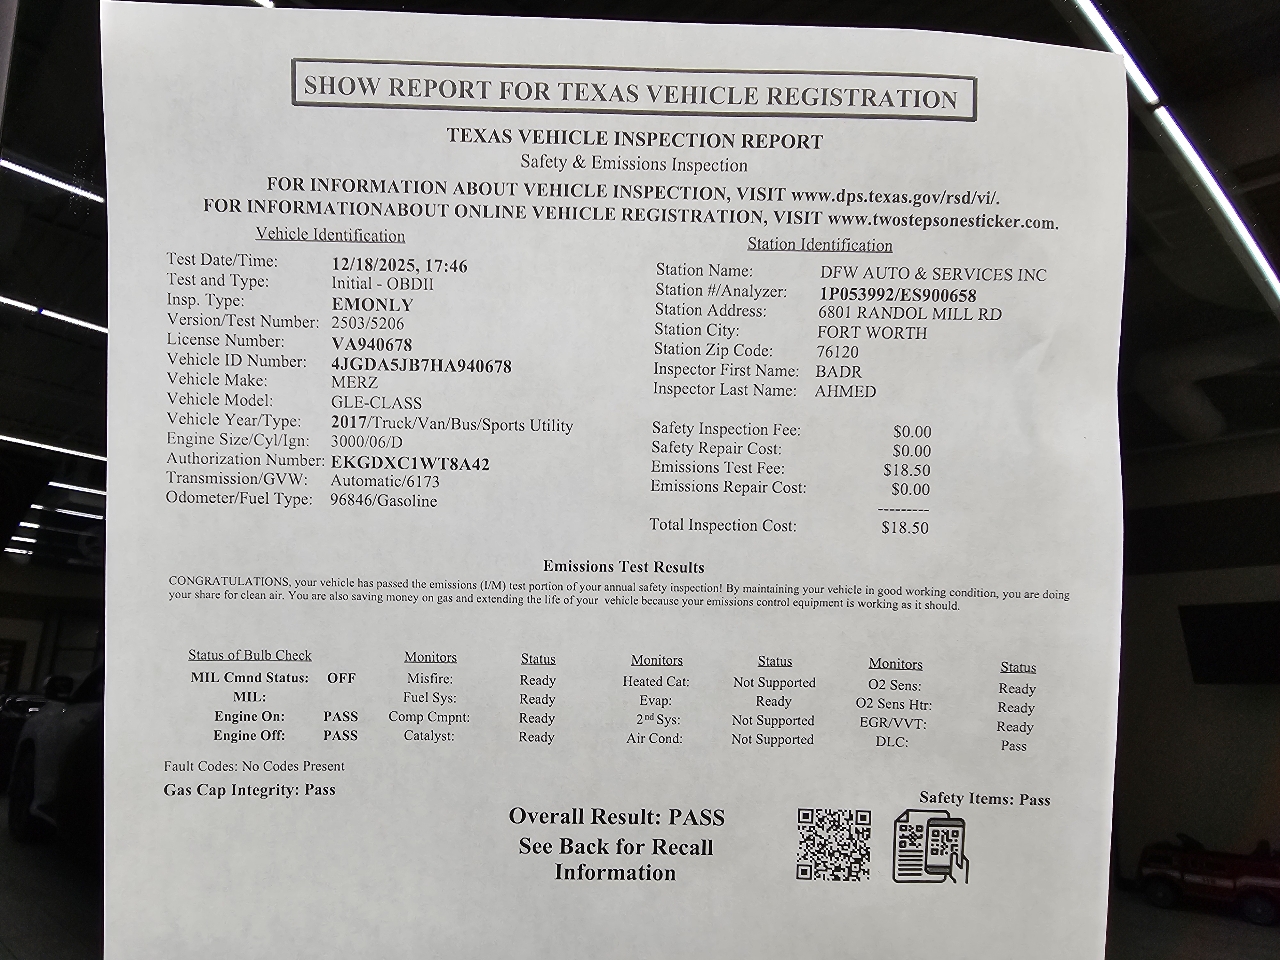 SHOW REPORT FOR TEXAS VEHICLE REGISTRATION
TEXAS VEHICLE INSPECTION REPORT
Safety & Emissions Inspection
FOR INFORMATION ABOUT VEHICLE INSPECTION, VISIT www.dps.texas.gov/rsd/vi/.
FOR INFORMATIONABOUT ONLINE VEHICLE REGISTRATION, VISIT www.twostepsonesticker.com.
Vehicle Identification
Test Date/Time: 12/18/2025, 17:46
Test and Type: Initial - OBDII
Insp. Type: EMONLY
Version/Test Number: 2503/5206
License Number: VA940678
Vehicle ID Number: 4JGDA5JB7HA940678
Vehicle Make: MERZ
Vehicle Model: GLE-CLASS
Vehicle Year/Type: 2017/Truck/Van/Bus/Sports Utility
Engine Size/Cyl/Ign: 3000/06/D
Authorization Number: EKGDXC1WT8A42
Transmission/GVW: Automatic/6173
Odometer/Fuel Type: 96846/Gasoline
Station Identification
Station Name: DFW AUTO & SERVICES INC
Station #/Analyzer: 1P053992/ES900658
Station Address: 6801 RANDOL MILL RD
Station City: FORT WORTH
Station Zip Code: 76120
Inspector First Name: BADR
Inspector Last Name: AHMED
Safety Inspection Fee: $0.00
Safety Repair Cost: $0.00
Emissions Test Fee: $18.50
Emissions Repair Cost: $0.00
---------
Total Inspection Cost: $18.50
Emissions Test Results
CONGRATULATIONS, your vehicle has passed the emissions (I/M) test portion of your annual safety inspection! By maintaining your vehicle in good working condition, you are doing
your share for clean air. You are also saving money on gas and extending the life of your vehicle because your emissions control equipment is working as it should.
Status of Bulb Check Monitors Status Monitors Status Monitors Status
MIL Cmnd Status: OFF Misfire: Ready Heated Cat: Not Supported O2 Sens: Ready
MIL: Fuel Sys: Ready Evap: Ready O2 Sens Htr: Ready
Engine On: PASS Comp Cmpnt: Ready 2nd Sys: Not Supported EGR/VVT: Ready
Engine Off: PASS Catalyst: Ready Air Cond: Not Supported DLC: Pass
Fault Codes: No Codes Present
Gas Cap Integrity: Pass
Safety Items: Pass
Overall Result: PASS
See Back for Recall
Information